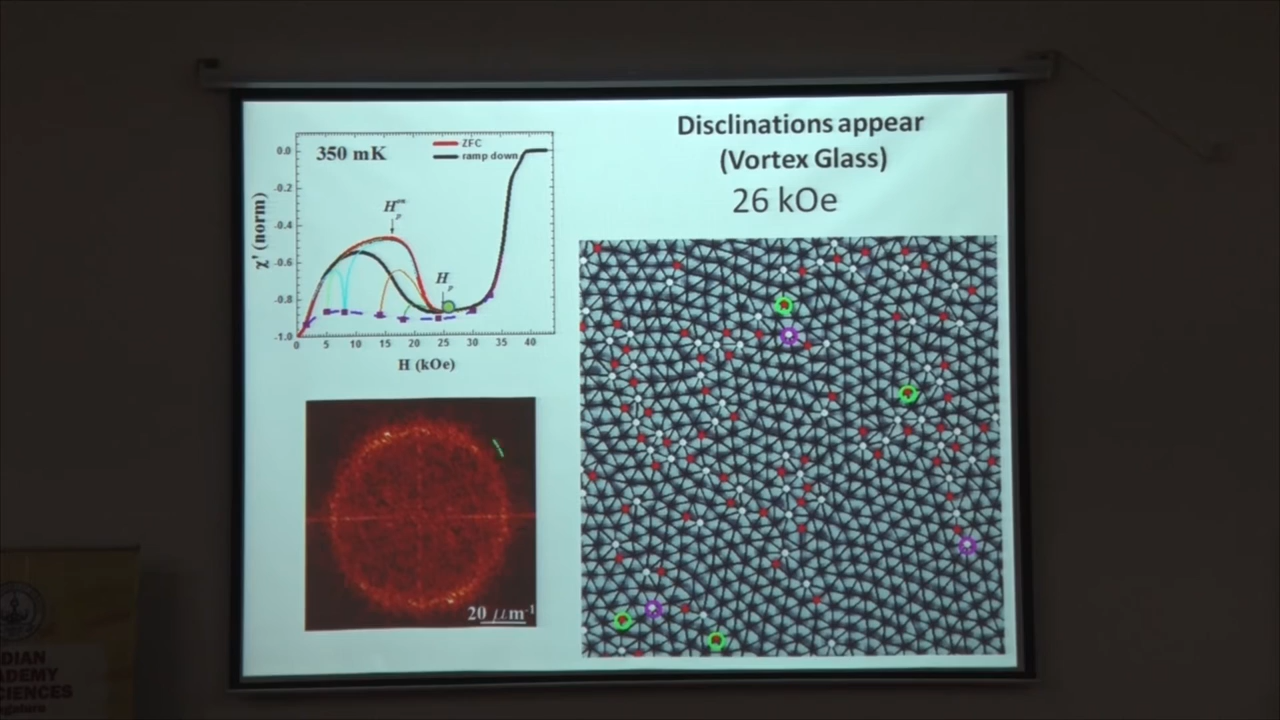 Disclinations appear
(Vortex Glass)
26 kOe
350 mK
ZFC
ramp down
H
p
H
p
χ' (norm)
0.0
-0.2
-0.4
-0.6
-0.8
-1.0
0 5 10 15 20 25 30 35 40
H (kOe)
20 μm⁻¹
DIAN
ADEMY
CIENCES